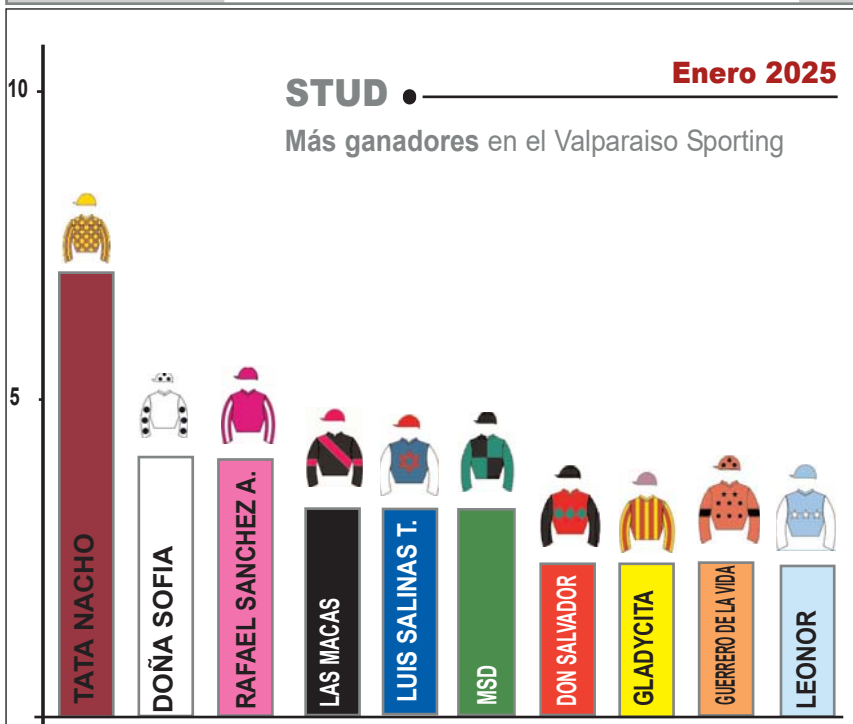 Enero 2025
STUD
Más ganadores en el Valparaiso Sporting
10
5
TATA NACHO
DOÑA SOFIA
RAFAEL SANCHEZ A.
LAS MACAS
LUIS SALINAS T.
MSD
DON SALVADOR
GLADYCITA
GUERRERO DE LA VIDA
LEONOR